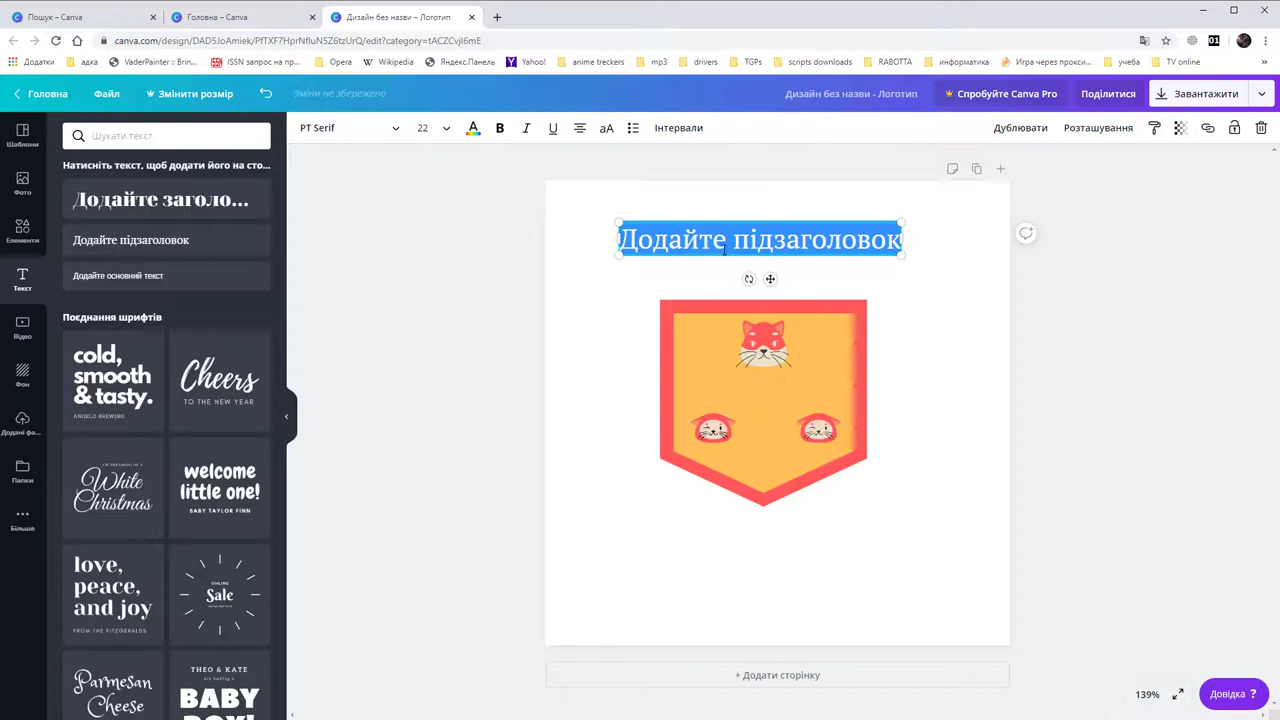 Пошук – Canva
Головна – Canva
Дизайн без назви – Логотип
canva.com/design/DAD5JoAmiek/PfTXF7HprNfluN5Z6tzUrQ/edit?category=tACZCvjI6mE
Додатки
адка
VaderPainter :: Brin...
ISSN запрос на пр...
Opera
Wikipedia
Яндекс.Панель
Yahoo!
anime treckers
mp3
drivers
TGPs
scripts downloads
RABOTTA
информатика
Игра через прокси...
учеба
TV online
Головна
Файл
Змінити розмір
Зміни не збережено
Дизайн без назви - Логотип
Спробуйте Canva Pro
Поділитися
Завантажити
PT Serif
22
A
B
I
U
aA
Інтервали
Дублювати
Розташування
Шаблони
Фото
Елементи
Текст
Відео
Фон
Додані фа...
Папки
Більше
Шукати текст
Натисніть текст, щоб додати його на сто...
Додайте заголо...
Додайте підзаголовок
Додайте основний текст
Поєднання шрифтів
cold,
smooth
& tasty.
ANGELO BREWING
Cheers
TO THE NEW YEAR
White
Christmas
welcome
little one!
BABY TAYLOR FINN
love,
peace,
and joy
FROM THE FITZGERALDS
ONLINE
Sale
Parmesan
Cheese
THEO & KATE
BABY
BOY!
Додайте підзаголовок
+ Додати сторінку
139%
Довідка ?